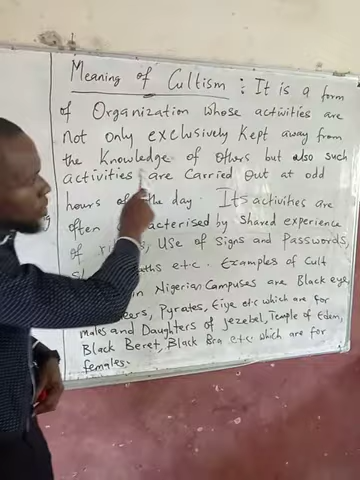 Meaning of Cultism : It is a form
of Organization whose activities are
not only exclusively kept away from
the knowledge of others but also such
activities are Carried out at odd
hours of the day. Its activities are
often characterised by shared experience
of, Use of Signs and Passwords,
etc. Examples of Cult
in Nigerian Campuses are Black eye,
Pyrates, Eiye etc which are for
males and Daughters of Jezebel, Temple of Edem,
Black Beret, Black Bra etc which are for
females.